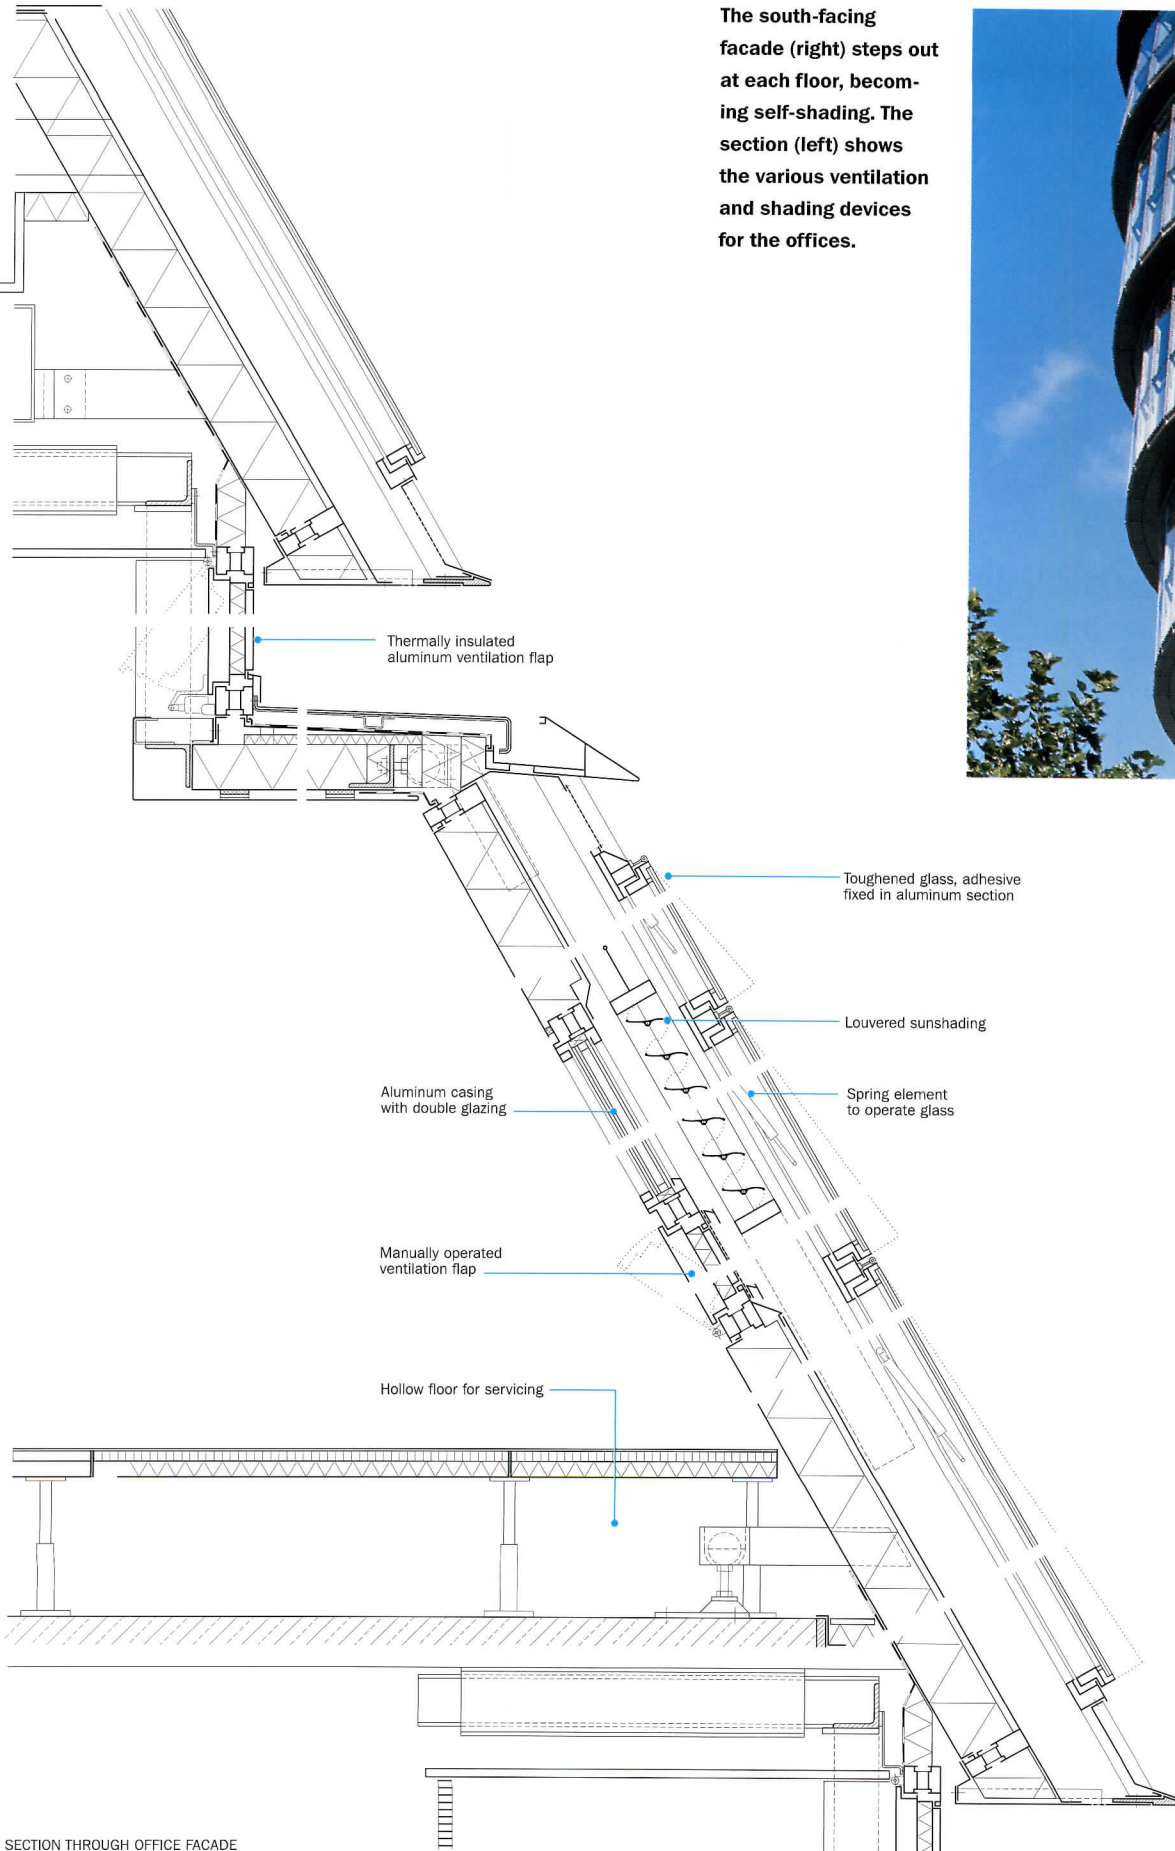 The south-facing
facade (right) steps out
at each floor, becom-
ing self-shading. The
section (left) shows
the various ventilation
and shading devices
for the offices.
Thermally insulated
aluminum ventilation flap
Toughened glass, adhesive
fixed in aluminum section
Louvered sunshading
Aluminum casing
with double glazing
Spring element
to operate glass
Manually operated
ventilation flap
Hollow floor for servicing
SECTION THROUGH OFFICE FACADE